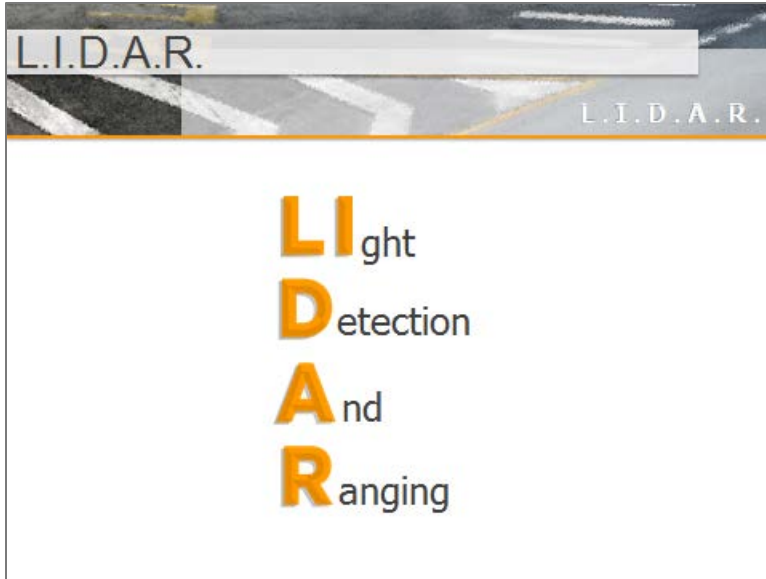 L.I.D.A.R.
L.I.D.A.R.
LIght
Detection
And
Ranging